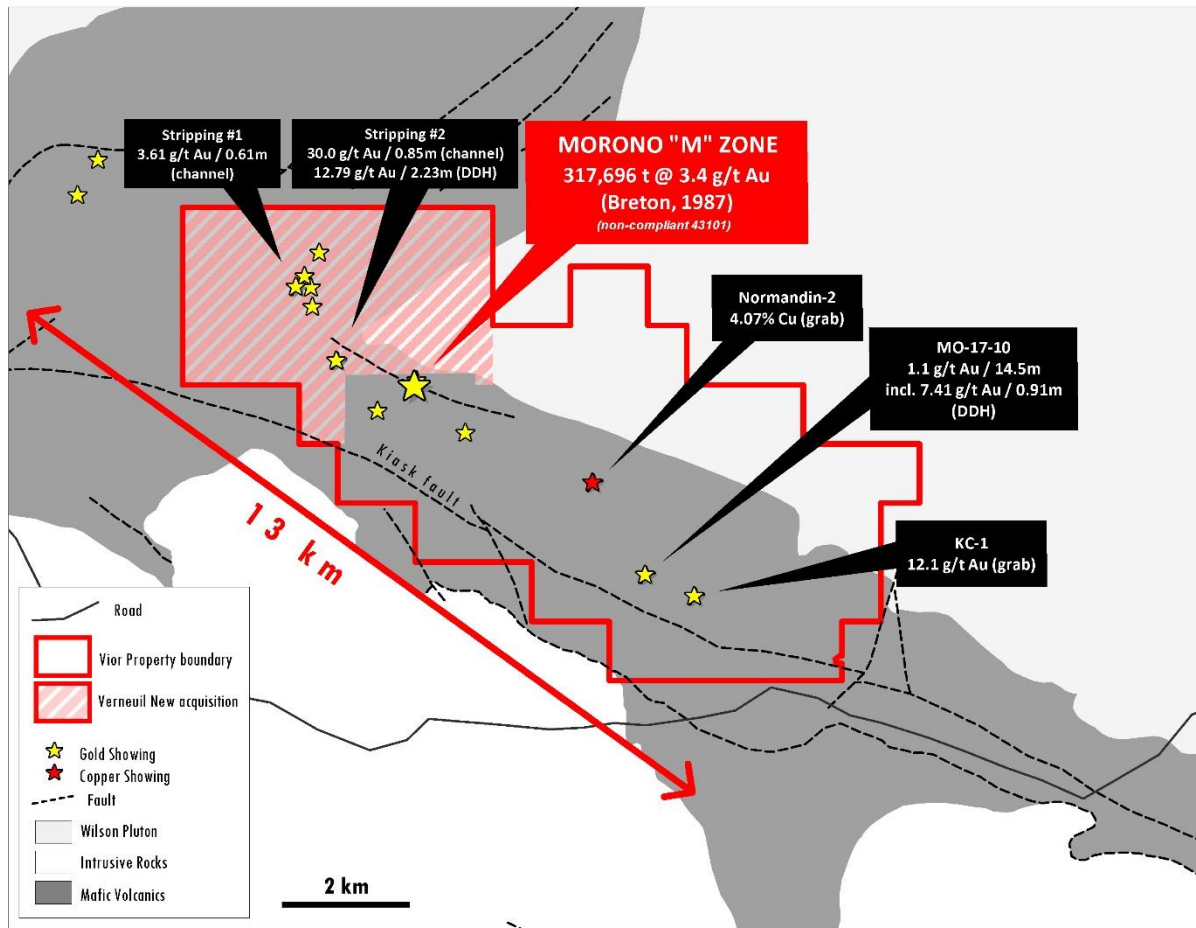 Stripping #1
3.61 g/t Au / 0.61m
(channel)
Stripping #2
30.0 g/t Au / 0.85m (channel)
12.79 g/t Au / 2.23m (DDH)
MORONO "M" ZONE
317,696 t @ 3.4 g/t Au
(Breton, 1987)
(non-compliant 43101)
Normandin-2
4.07% Cu (grab)
MO-17-10
1.1 g/t Au / 14.5m
incl. 7.41 g/t Au / 0.91m
(DDH)
Kiask fault
13 km
KC-1
12.1 g/t Au (grab)
Road
Vior Property boundary
Verneuil New acquisition
Gold Showing
Copper Showing
Fault
Wilson Pluton
Intrusive Rocks
Mafic Volcanics
2 km